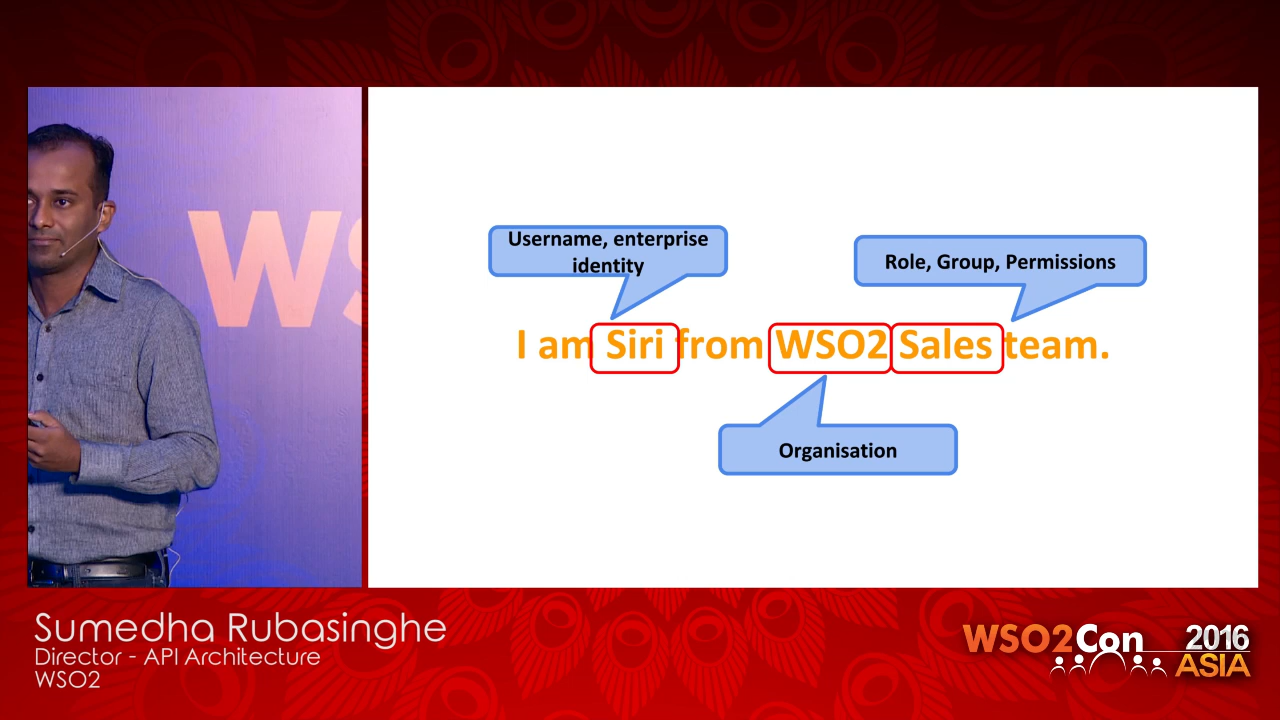 WS
Username, enterprise
identity
Role, Group, Permissions
I am Siri from WSO2 Sales team.
Organisation
Sumedha Rubasinghe
Director - API Architecture
WSO2
WSO2Con 2016
ASIA